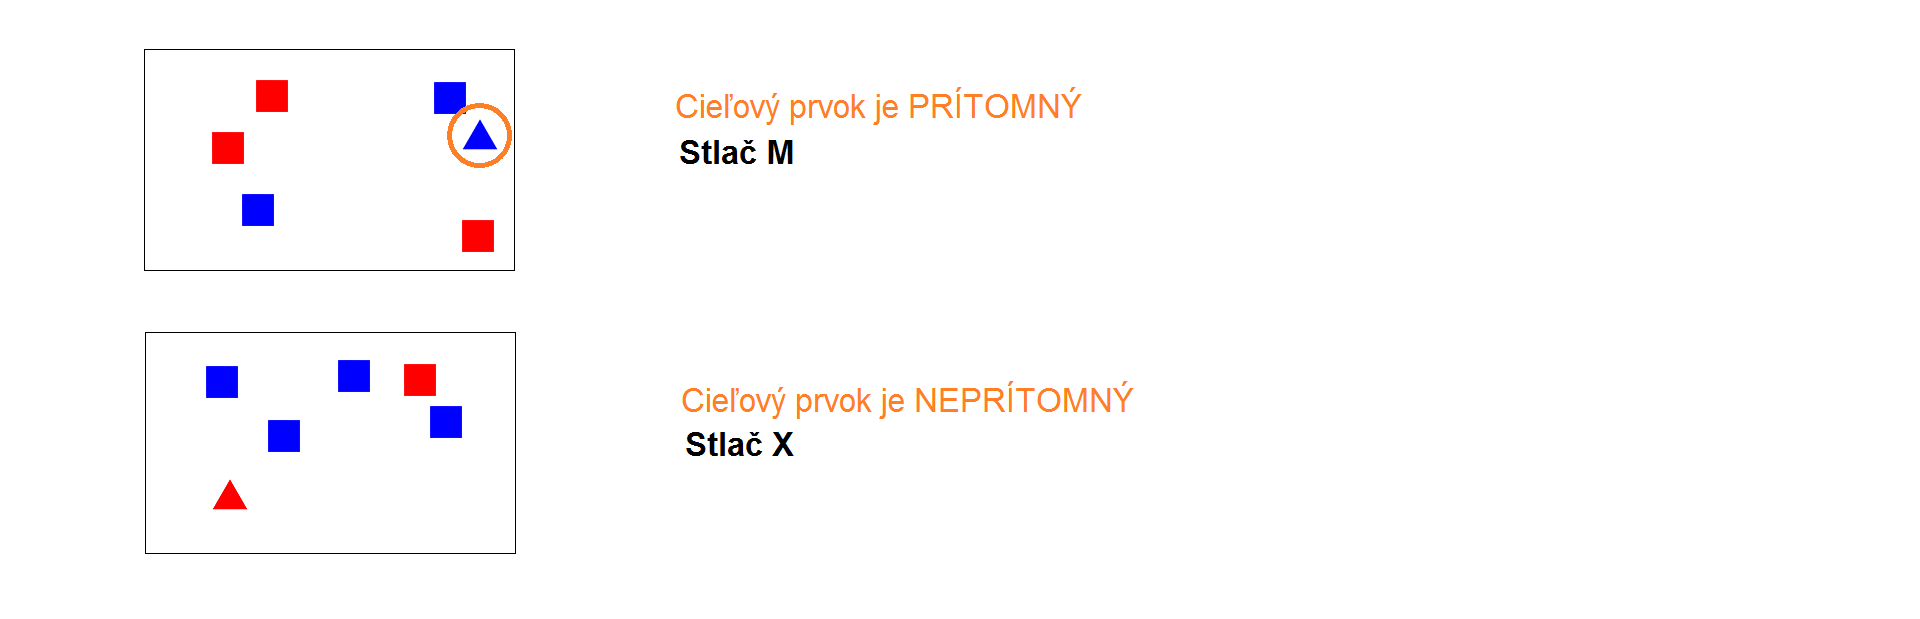 Cieľový prvok je PRÍTOMNÝ
Stlač M
Cieľový prvok je NEPRÍTOMNÝ
Stlač X